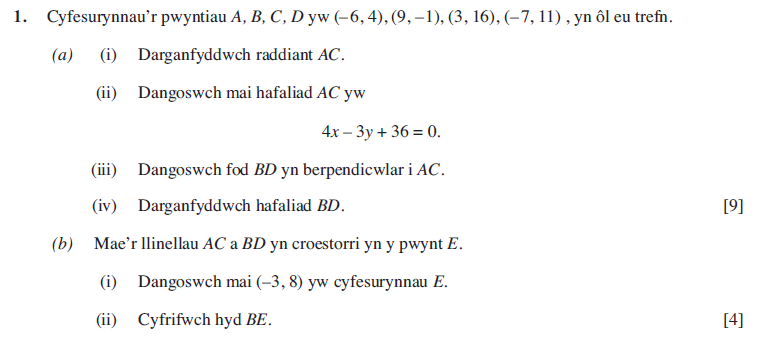 1. Cyfesurynnau’r pwyntiau A, B, C, D yw (–6, 4), (9, –1), (3, 16), (–7, 11) , yn ôl eu trefn.
(a) (i) Darganfyddwch raddiant AC.
(ii) Dangoswch mai hafaliad AC yw
4x – 3y + 36 = 0.
(iii) Dangoswch fod BD yn berpendicwlar i AC.
(iv) Darganfyddwch hafaliad BD. [9]
(b) Mae’r llinellau AC a BD yn croestorri yn y pwynt E.
(i) Dangoswch mai (–3, 8) yw cyfesurynnau E.
(ii) Cyfrifwch hyd BE. [4]